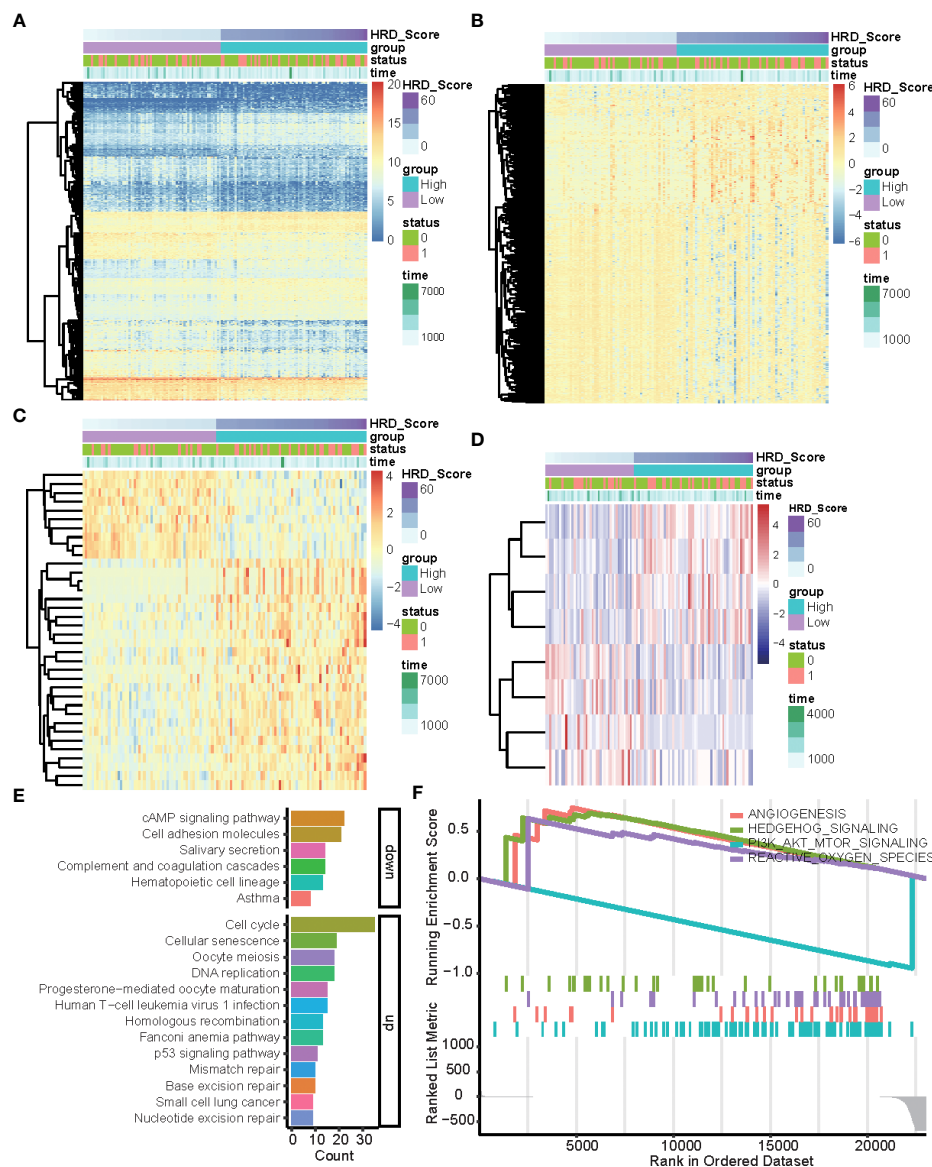 A
HRD_Score
group
status
time
20
15
10
5
0
HRD_Score
60
0
group
High
Low
status
0
1
time
7000
1000
B
HRD_Score
group
status
time
6
4
2
0
−2
−4
−6
HRD_Score
60
0
group
High
Low
status
0
1
time
7000
1000
C
HRD_Score
group
status
time
4
2
0
−2
−4
HRD_Score
60
0
group
High
Low
status
0
1
time
7000
1000
D
HRD_Score
group
status
time
4
2
0
−2
−4
HRD_Score
60
0
group
High
Low
status
0
1
time
4000
1000
E
cAMP signaling pathway
Cell adhesion molecules
Salivary secretion
Complement and coagulation cascades
Hematopoietic cell lineage
Asthma
down
Cell cycle
Cellular senescence
Oocyte meiosis
DNA replication
Progesterone−mediated oocyte maturation
Human T−cell leukemia virus 1 infection
Homologous recombination
Fanconi anemia pathway
p53 signaling pathway
Mismatch repair
Base excision repair
Small cell lung cancer
Nucleotide excision repair
up
0 10 20 30
Count
F
Running Enrichment Score
0.5
0.0
−0.5
−1.0
ANGIOGENESIS
HEDGEHOG_SIGNALING
PI3K_AKT_MTOR_SIGNALING
REACTIVE_OXYGEN_SPECIES
Ranked List Metric
1000
500
0
−500
5000 10000 15000 20000
Rank in Ordered Dataset